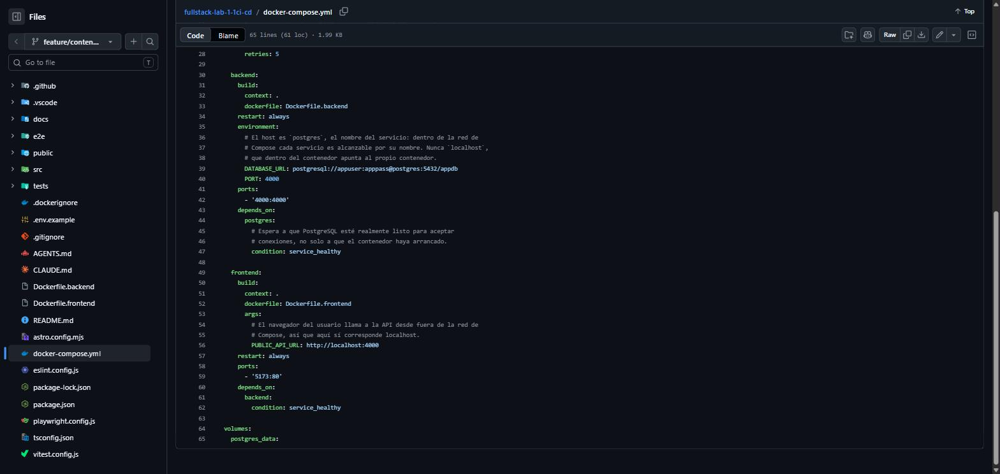 Files
feature/conten...
Go to file
T
.github
.vscode
docs
e2e
public
src
tests
.dockerignore
.env.example
.gitignore
AGENTS.md
CLAUDE.md
Dockerfile.backend
Dockerfile.frontend
README.md
astro.config.mjs
docker-compose.yml
eslint.config.js
package-lock.json
package.json
playwright.config.js
tsconfig.json
vitest.config.js
fullstack-lab-1-1ci-cd / docker-compose.yml
Top
Code Blame 65 lines (61 loc) · 1.99 KB
Raw
28 retries: 5
29
30 backend:
31 build:
32 context: .
33 dockerfile: Dockerfile.backend
34 restart: always
35 environment:
36 # El host es `postgres`, el nombre del servicio: dentro de la red de
37 # Compose cada servicio es alcanzable por su nombre. Nunca `localhost`,
38 # que dentro del contenedor apunta al propio contenedor.
39 DATABASE_URL: postgresql://appuser:apppass@postgres:5432/appdb
40 PORT: 4000
41 ports:
42 - '4000:4000'
43 depends_on:
44 postgres:
45 # Espera a que PostgreSQL esté realmente listo para aceptar
46 # conexiones, no solo a que el contenedor haya arrancado.
47 condition: service_healthy
48
49 frontend:
50 build:
51 context: .
52 dockerfile: Dockerfile.frontend
53 args:
54 # El navegador del usuario llama a la API desde fuera de la red de
55 # Compose, así que aquí sí corresponde localhost.
56 PUBLIC_API_URL: http://localhost:4000
57 restart: always
58 ports:
59 - '5173:80'
60 depends_on:
61 backend:
62 condition: service_healthy
63
64 volumes:
65 postgres_data: